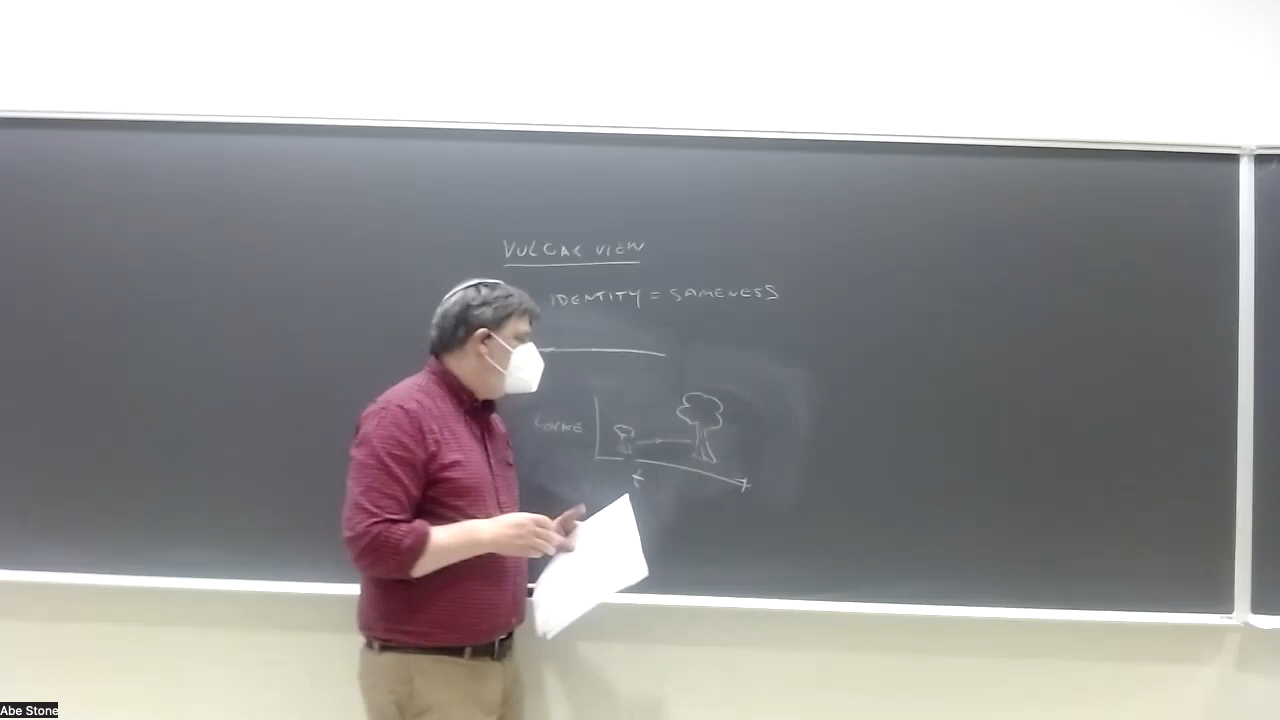 VULGAR VIEW
IDENTITY = SAMENESS
LOCKE
t
Abe Stone